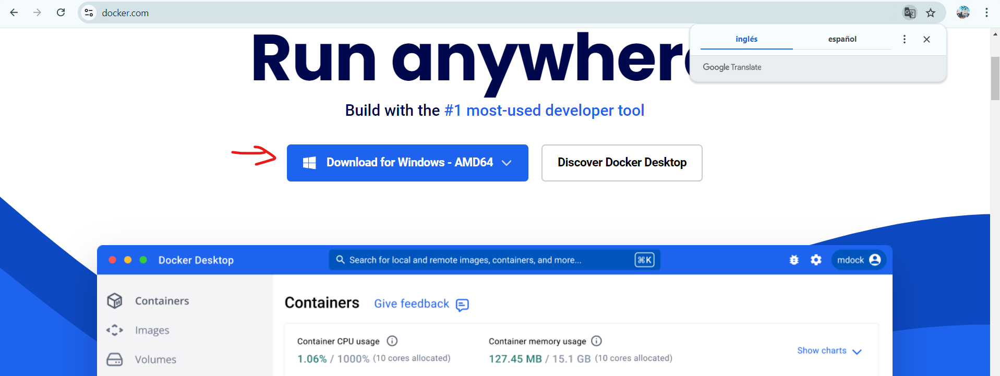 docker.com
inglés español
Google Translate
Run anywhere
Build with the #1 most-used developer tool
Download for Windows - AMD64
Discover Docker Desktop
Docker Desktop
Search for local and remote images, containers, and more...
⌘K
mdock
Containers
Images
Volumes
Containers Give feedback
Container CPU usage
1.06% / 1000% (10 cores allocated)
Container memory usage
127.45 MB / 15.1 GB (10 cores allocated)
Show charts